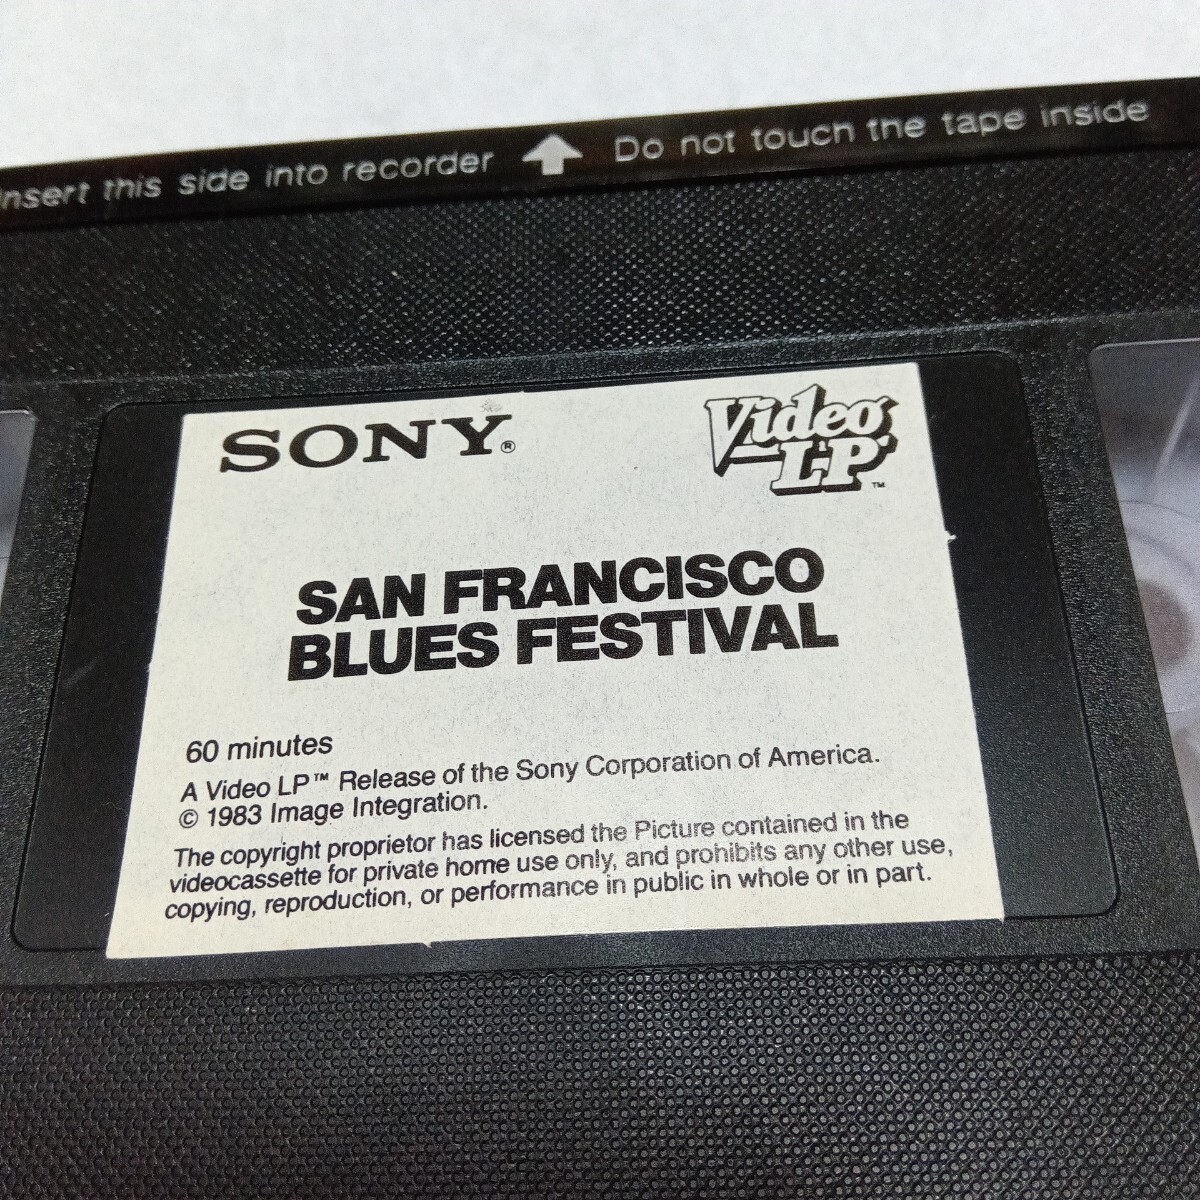 Insert this side into recorder Do not touch the tape inside
SONY®
Video LP™
SAN FRANCISCO
BLUES FESTIVAL
60 minutes
A Video LP™ Release of the Sony Corporation of America.
© 1983 Image Integration.
The copyright proprietor has licensed the Picture contained in the
videocassette for private home use only, and prohibits any other use,
copying, reproduction, or performance in public in whole or in part.